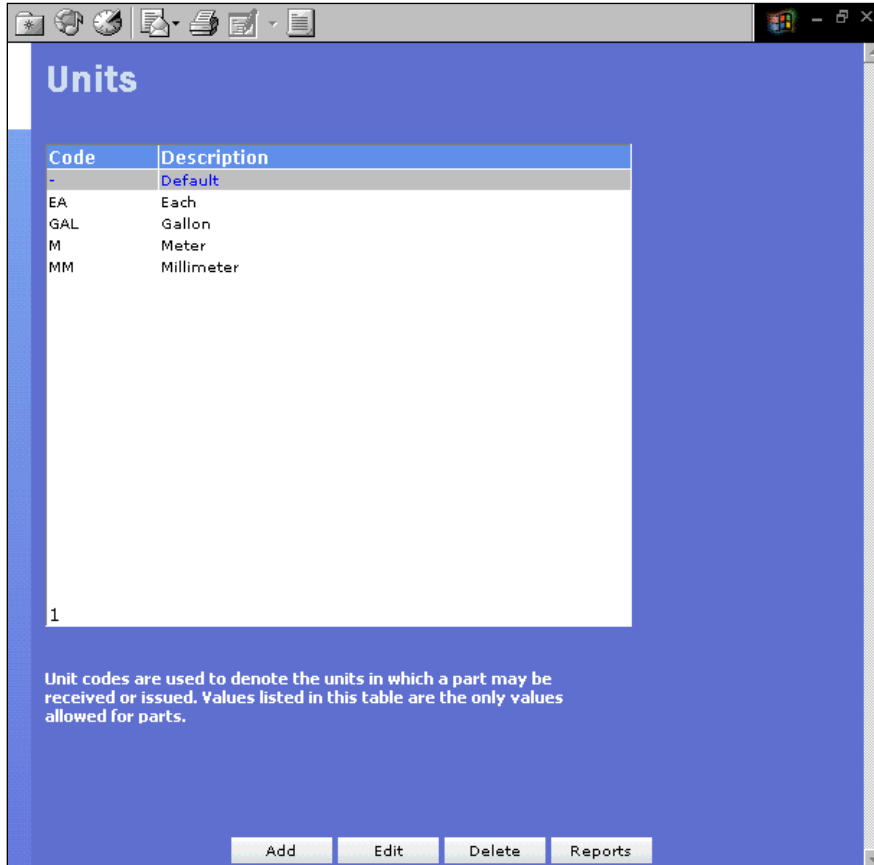 Units
Code Description
- Default
EA Each
GAL Gallon
M Meter
MM Millimeter
1
Unit codes are used to denote the units in which a part may be
received or issued. Values listed in this table are the only values
allowed for parts.
Add Edit Delete Reports